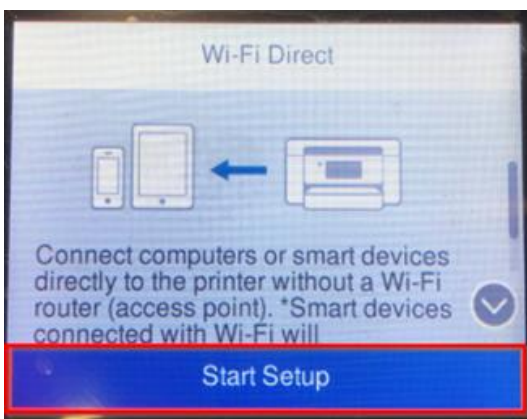 Wi-Fi Direct
Connect computers or smart devices
directly to the printer without a Wi-Fi
router (access point). *Smart devices
connected with Wi-Fi will
Start Setup